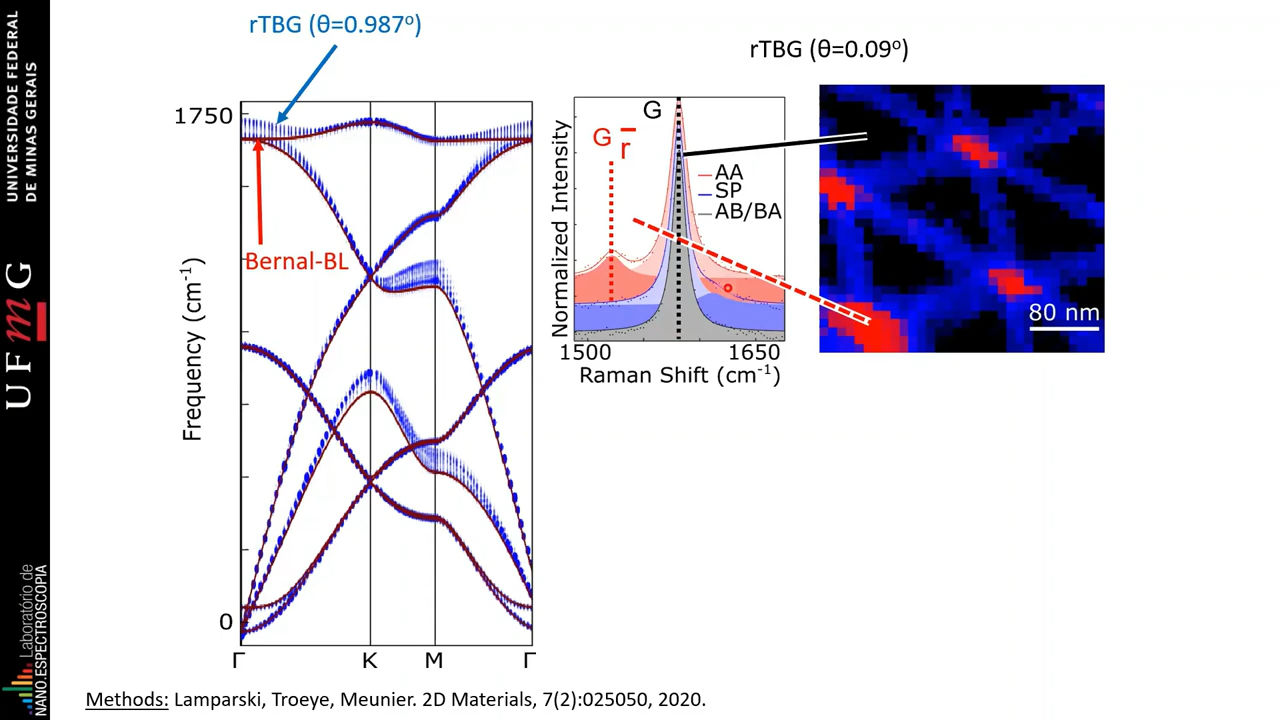 UNIVERSIDADE FEDERAL
DE MINAS GERAIS
UFmG
Laboratório de
NANO.ESPECTROSCOPIA
rTBG (θ=0.987º)
1750
Bernal-BL
Frequency (cm-1)
0
Γ K M Γ
rTBG (θ=0.09º)
G
G r̅
AA
SP
AB/BA
Normalized Intensity
1500 1650
Raman Shift (cm-1)
80 nm
Methods: Lamparski, Troeye, Meunier. 2D Materials, 7(2):025050, 2020.